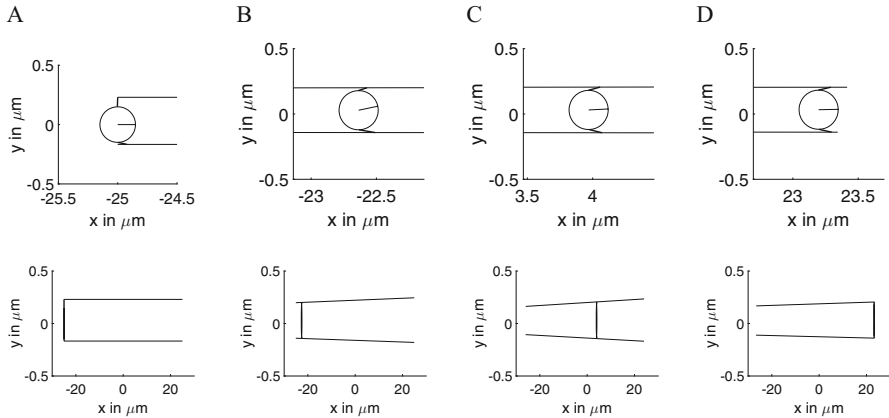 A B C D
0.5 0.5 0.5 0.5
y in μm y in μm y in μm y in μm
0 0 0 0
-0.5 -0.5 -0.5 -0.5
-25.5 -25 -24.5 -23 -22.5 3.5 4 23 23.5
x in μm x in μm x in μm x in μm
0.5 0.5 0.5 0.5
y in μm y in μm y in μm y in μm
0 0 0 0
-0.5 -0.5 -0.5 -0.5
-20 0 20 -20 0 20 -20 0 20 -20 0 20
x in μm x in μm x in μm x in μm